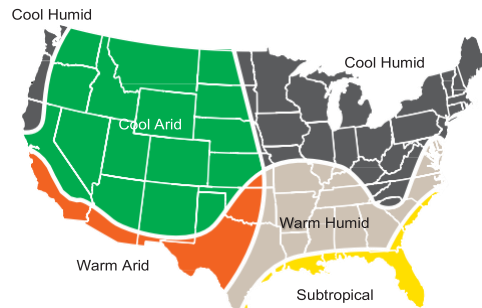 Cool Humid
Cool Humid
Cool Arid
Warm Humid
Warm Arid
Subtropical